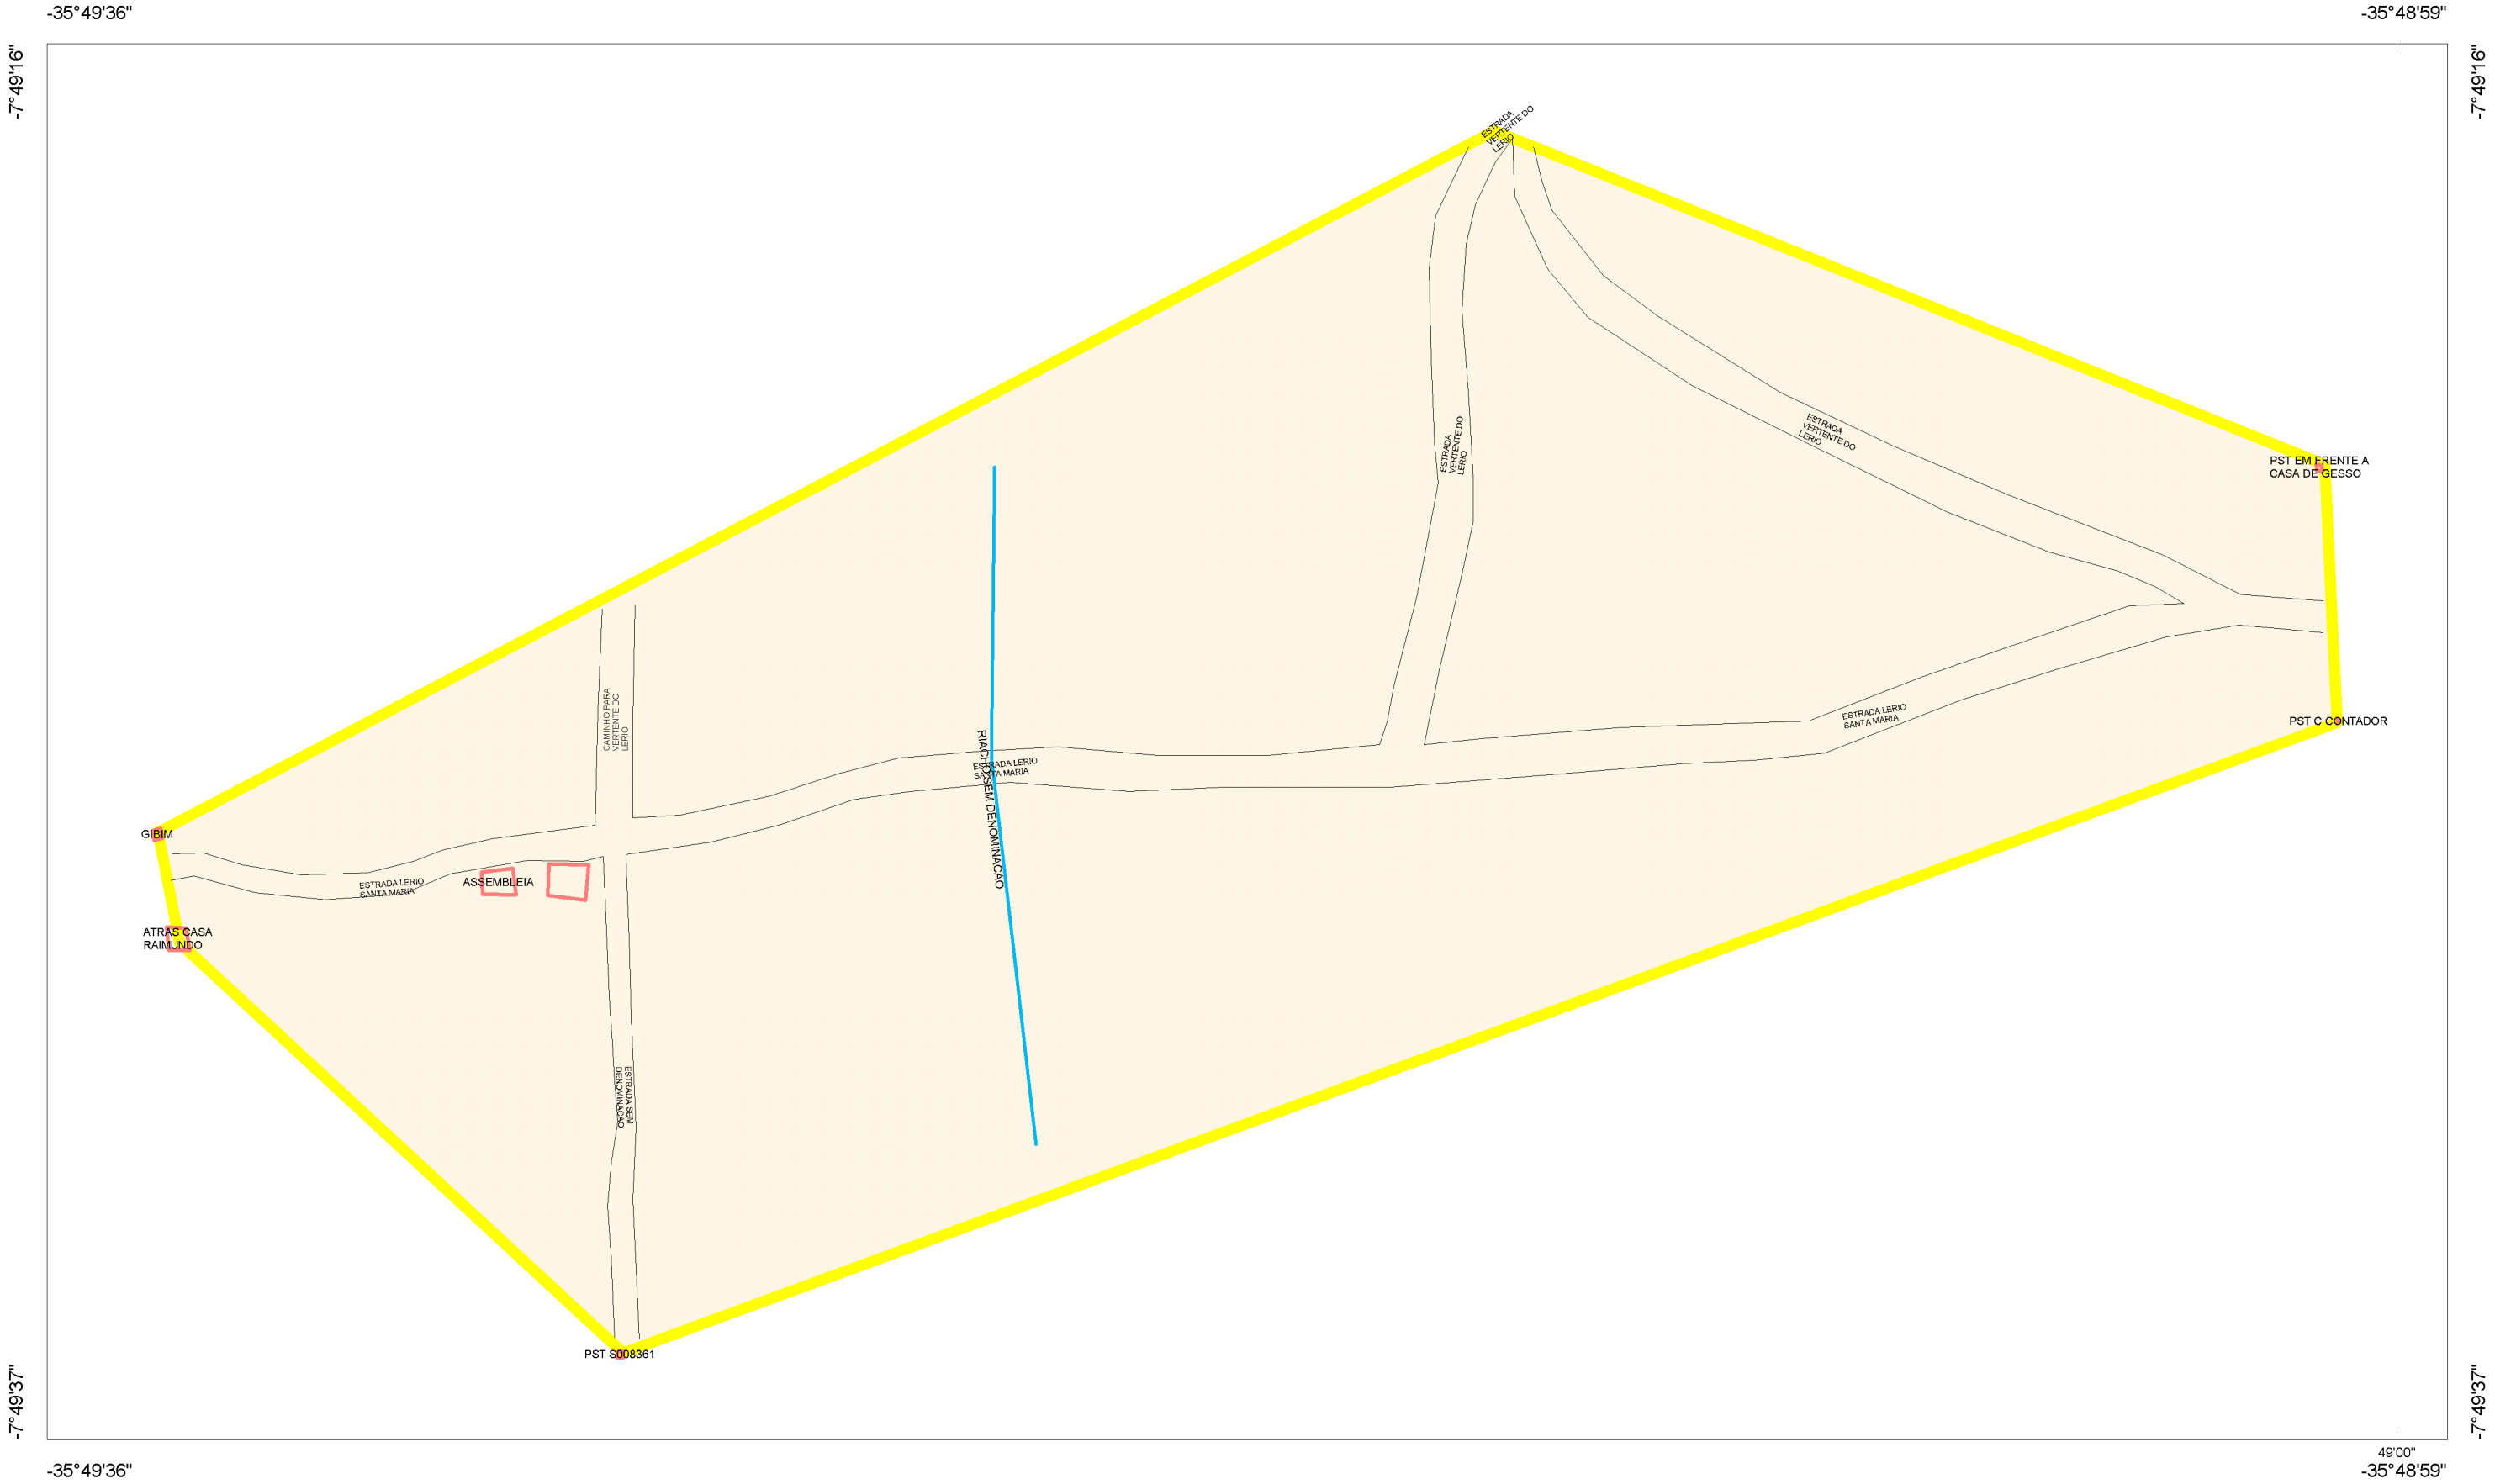 -35°49'36"
-35°48'59"
-7°49'16"
-7°49'16"
ESTRADA
VERTENTE DO
LERIO
ESTRADA
VERTENTE DO
LERIO
ESTRADA
VERTENTE DO
LERIO
PST EM FRENTE A
CASA DE GESSO
CAMINHO PARA
VERTENTE DO
LERIO
ESTRADA LERIO
SANTA MARIA
PST C CONTADOR
RIACHO SEM DENOMINACAO
ESTRADA LERIO
SANTA MARIA
GIBIM
ESTRADA LERIO
SANTA MARIA
ASSEMBLEIA
ATRAS CASA
RAIMUNDO
ESTRADA SEM
DENOMINACAO
PST S008361
-7°49'37"
-7°49'37"
49'00"
-35°49'36"
-35°48'59"